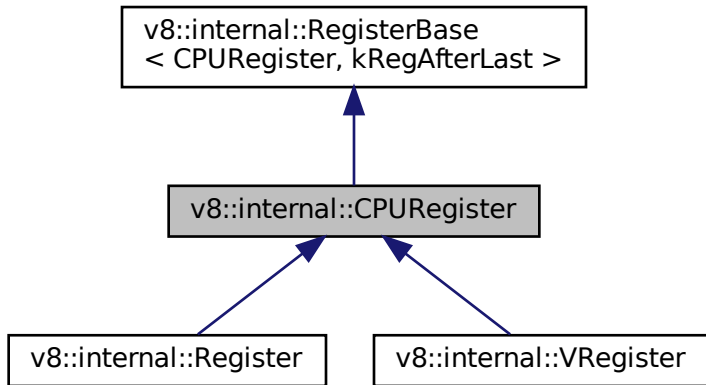 v8::internal::RegisterBase
< CPURegister, kRegAfterLast >
v8::internal::CPURegister
v8::internal::Register
v8::internal::VRegister